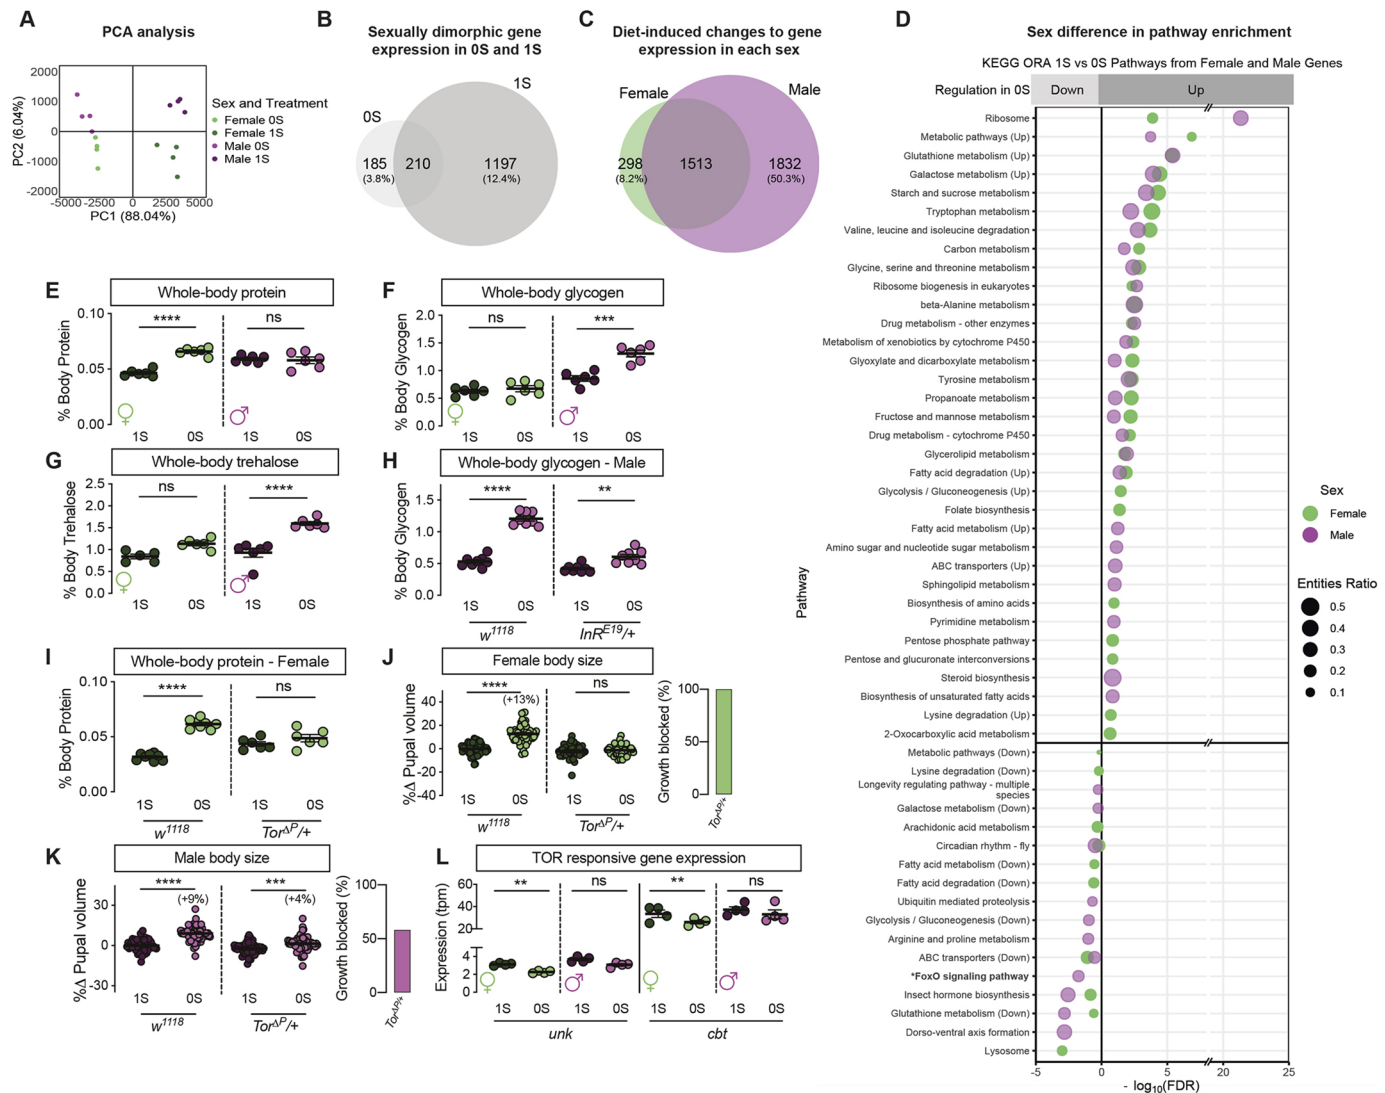 A
PCA analysis
2000
1000
0
-1000
-2000
-5000
-2500
0
2500
5000
PC2 (6.04%)
PC1 (88.04%)
Sex and Treatment
Female 0S
Female 1S
Male 0S
Male 1S
B
Sexually dimorphic gene
expression in 0S and 1S
0S
1S
185
(3.8%)
210
1197
(12.4%)
C
Diet-induced changes to gene
expression in each sex
Female
Male
298
(8.2%)
1513
1832
(50.3%)
D
Sex difference in pathway enrichment
KEGG ORA 1S vs 0S Pathways from Female and Male Genes
Regulation in 0S
Down
Up
Ribosome
Metabolic pathways (Up)
Glutathione metabolism (Up)
Galactose metabolism (Up)
Starch and sucrose metabolism
Tryptophan metabolism
Valine, leucine and isoleucine degradation
Carbon metabolism
Glycine, serine and threonine metabolism
Ribosome biogenesis in eukaryotes
beta-Alanine metabolism
Drug metabolism - other enzymes
Metabolism of xenobiotics by cytochrome P450
Glyoxylate and dicarboxylate metabolism
Tyrosine metabolism
Propanoate metabolism
Fructose and mannose metabolism
Drug metabolism - cytochrome P450
Glycerolipid metabolism
Fatty acid degradation (Up)
Glycolysis / Gluconeogenesis (Up)
Folate biosynthesis
Fatty acid metabolism (Up)
Amino sugar and nucleotide sugar metabolism
ABC transporters (Up)
Sphingolipid metabolism
Biosynthesis of amino acids
Pyrimidine metabolism
Pentose phosphate pathway
Pentose and glucuronate interconversions
Steroid biosynthesis
Biosynthesis of unsaturated fatty acids
Lysine degradation (Up)
2-Oxocarboxylic acid metabolism
Metabolic pathways (Down)
Lysine degradation (Down)
Longevity regulating pathway - multiple
species
Galactose metabolism (Down)
Arachidonic acid metabolism
Circadian rhythm - fly
Fatty acid metabolism (Down)
Fatty acid degradation (Down)
Ubiquitin mediated proteolysis
Glycolysis / Gluconeogenesis (Down)
Arginine and proline metabolism
ABC transporters (Down)
*FoxO signaling pathway
Insect hormone biosynthesis
Glutathione metabolism (Down)
Dorso-ventral axis formation
Lysosome
Pathway
-5
0
5
20
25
- log10(FDR)
Sex
Female
Male
Entities Ratio
0.5
0.4
0.3
0.2
0.1
E
Whole-body protein
% Body Protein
0.10
0.05
0.00
****
ns
♀
♂
1S
0S
1S
0S
F
Whole-body glycogen
% Body Glycogen
2.0
1.5
1.0
0.5
0.0
ns
***
♀
♂
1S
0S
1S
0S
G
Whole-body trehalose
% Body Trehalose
2.5
2.0
1.5
1.0
0.5
0.0
ns
****
♀
♂
1S
0S
1S
0S
H
Whole-body glycogen - Male
% Body Glycogen
1.5
1.0
0.5
0.0
****
**
1S
0S
1S
0S
w1118
InRE19/+
I
Whole-body protein - Female
% Body Protein
0.10
0.05
0.00
****
ns
1S
0S
1S
0S
w1118
TorΔP/+
J
Female body size
%Δ Pupal volume
40
20
0
-20
-40
****
(+13%)
ns
1S
0S
1S
0S
w1118
TorΔP/+
Growth blocked (%)
100
50
0
TorΔP/+
K
Male body size
%Δ Pupal volume
30
0
-30
****
(+9%)
***
(+4%)
1S
0S
1S
0S
w1118
TorΔP/+
Growth blocked (%)
100
50
0
TorΔP/+
L
TOR responsive gene expression
Expression (tpm)
60
40
20
4
2
0
**
ns
**
ns
♀
♂
♀
♂
1S
0S
1S
0S
1S
0S
1S
0S
unk
cbt